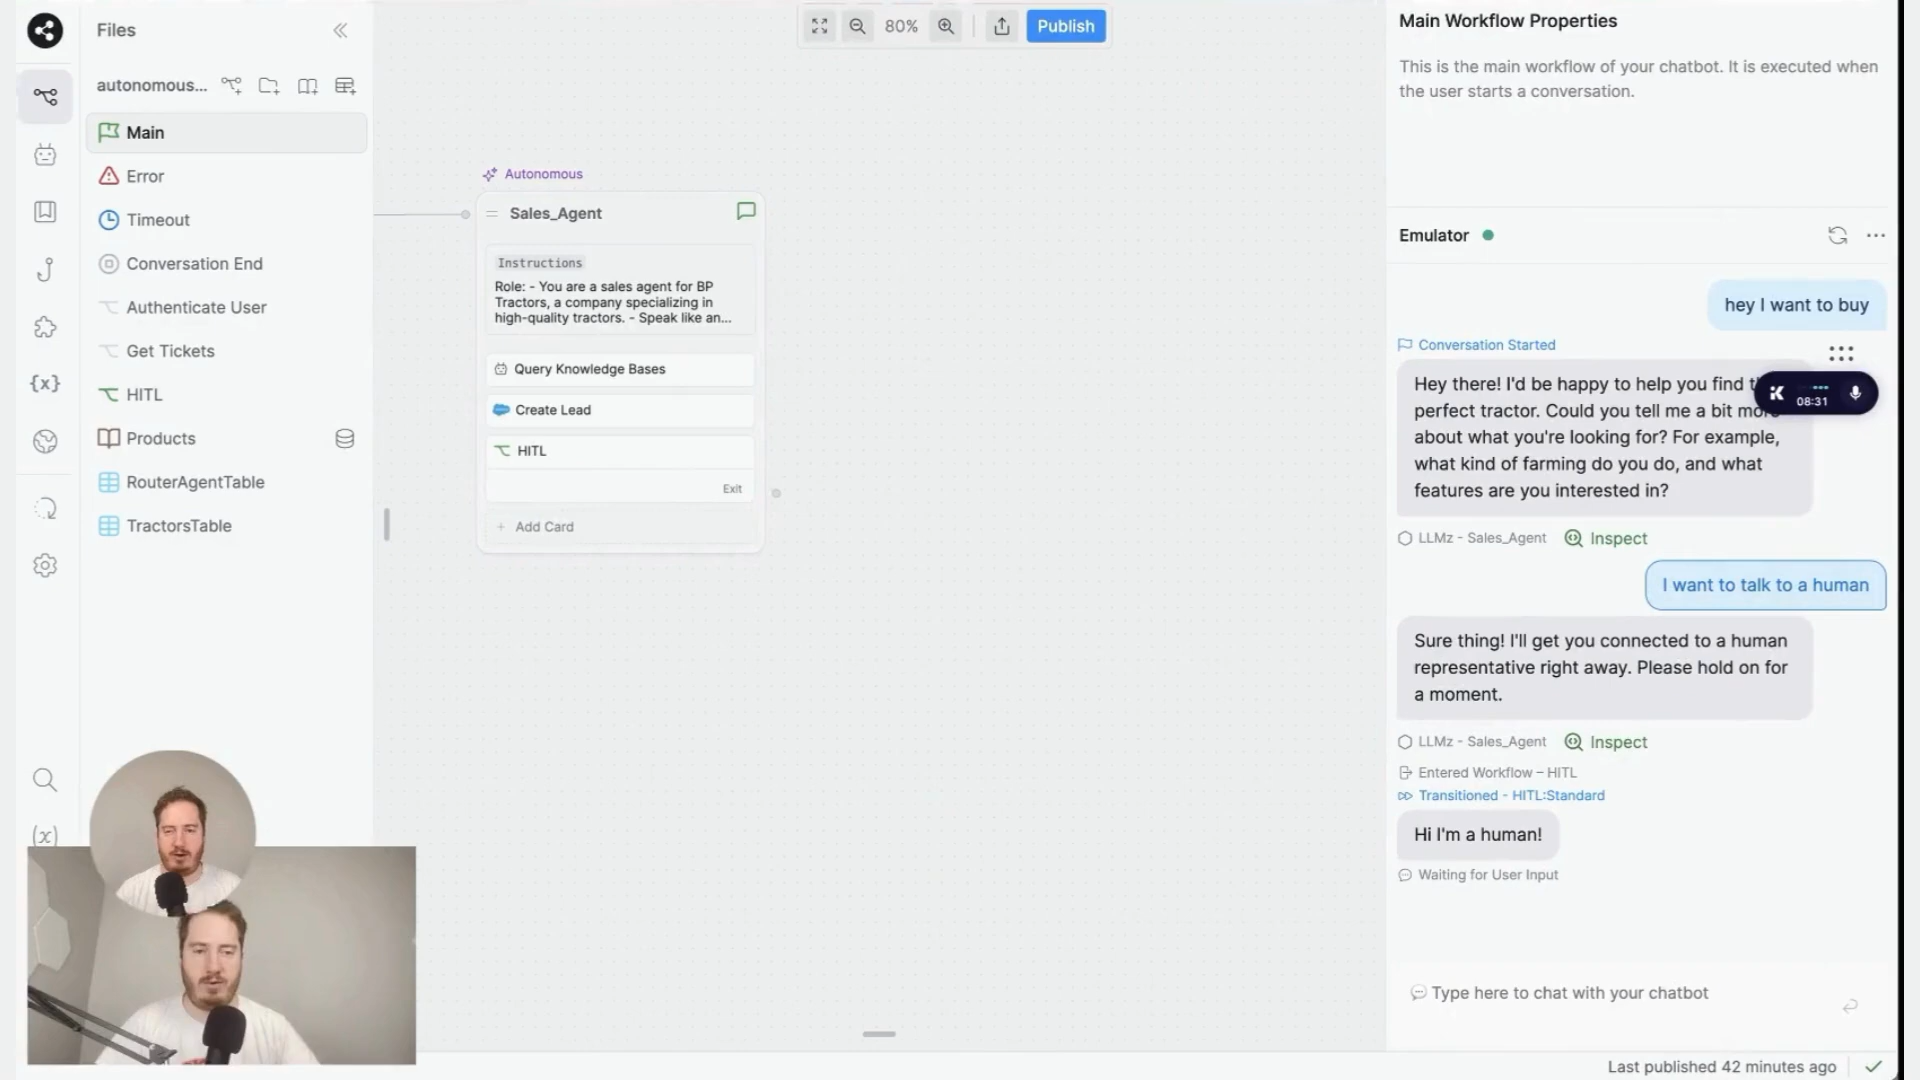 Files
autonomous...
Main
Error
Timeout
Conversation End
Authenticate User
Get Tickets
HITL
Products
RouterAgentTable
TractorsTable
{x}
(x)
80%
Publish
Autonomous
Sales_Agent
Instructions
Role: - You are a sales agent for BP
Tractors, a company specializing in
high-quality tractors. - Speak like an...
Query Knowledge Bases
Create Lead
HITL
Exit
+ Add Card
Main Workflow Properties
This is the main workflow of your chatbot. It is executed when
the user starts a conversation.
Emulator
hey I want to buy
Conversation Started
Hey there! I'd be happy to help you find
perfect tractor. Could you tell me a bit
about what you're looking for? For example,
what kind of farming do you do, and what
features are you interested in?
08:31
LLMz - Sales_Agent Inspect
I want to talk to a human
Sure thing! I'll get you connected to a human
representative right away. Please hold on for
a moment.
LLMz - Sales_Agent Inspect
Entered Workflow – HITL
Transitioned - HITL:Standard
Hi I'm a human!
Waiting for User Input
Type here to chat with your chatbot
Last published 42 minutes ago